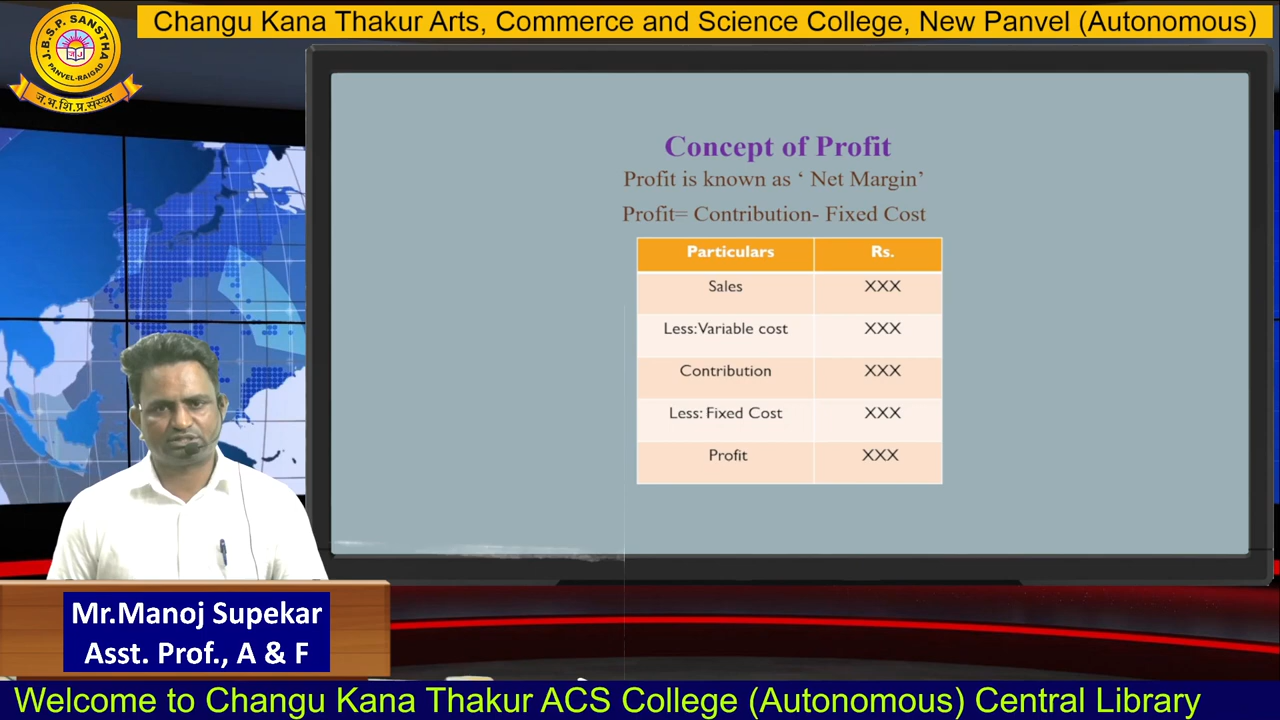 Changu Kana Thakur Arts, Commerce and Science College, New Panvel (Autonomous)
J.B.S.P. SANSTHA
PANVEL-RAIGAD
ज.भ.शि.प्र.संस्था
Concept of Profit
Profit is known as ‘ Net Margin’
Profit= Contribution- Fixed Cost
Particulars Rs.
Sales XXX
Less:Variable cost XXX
Contribution XXX
Less: Fixed Cost XXX
Profit XXX
Mr.Manoj Supekar
Asst. Prof., A & F
Welcome to Changu Kana Thakur ACS College (Autonomous) Central Library